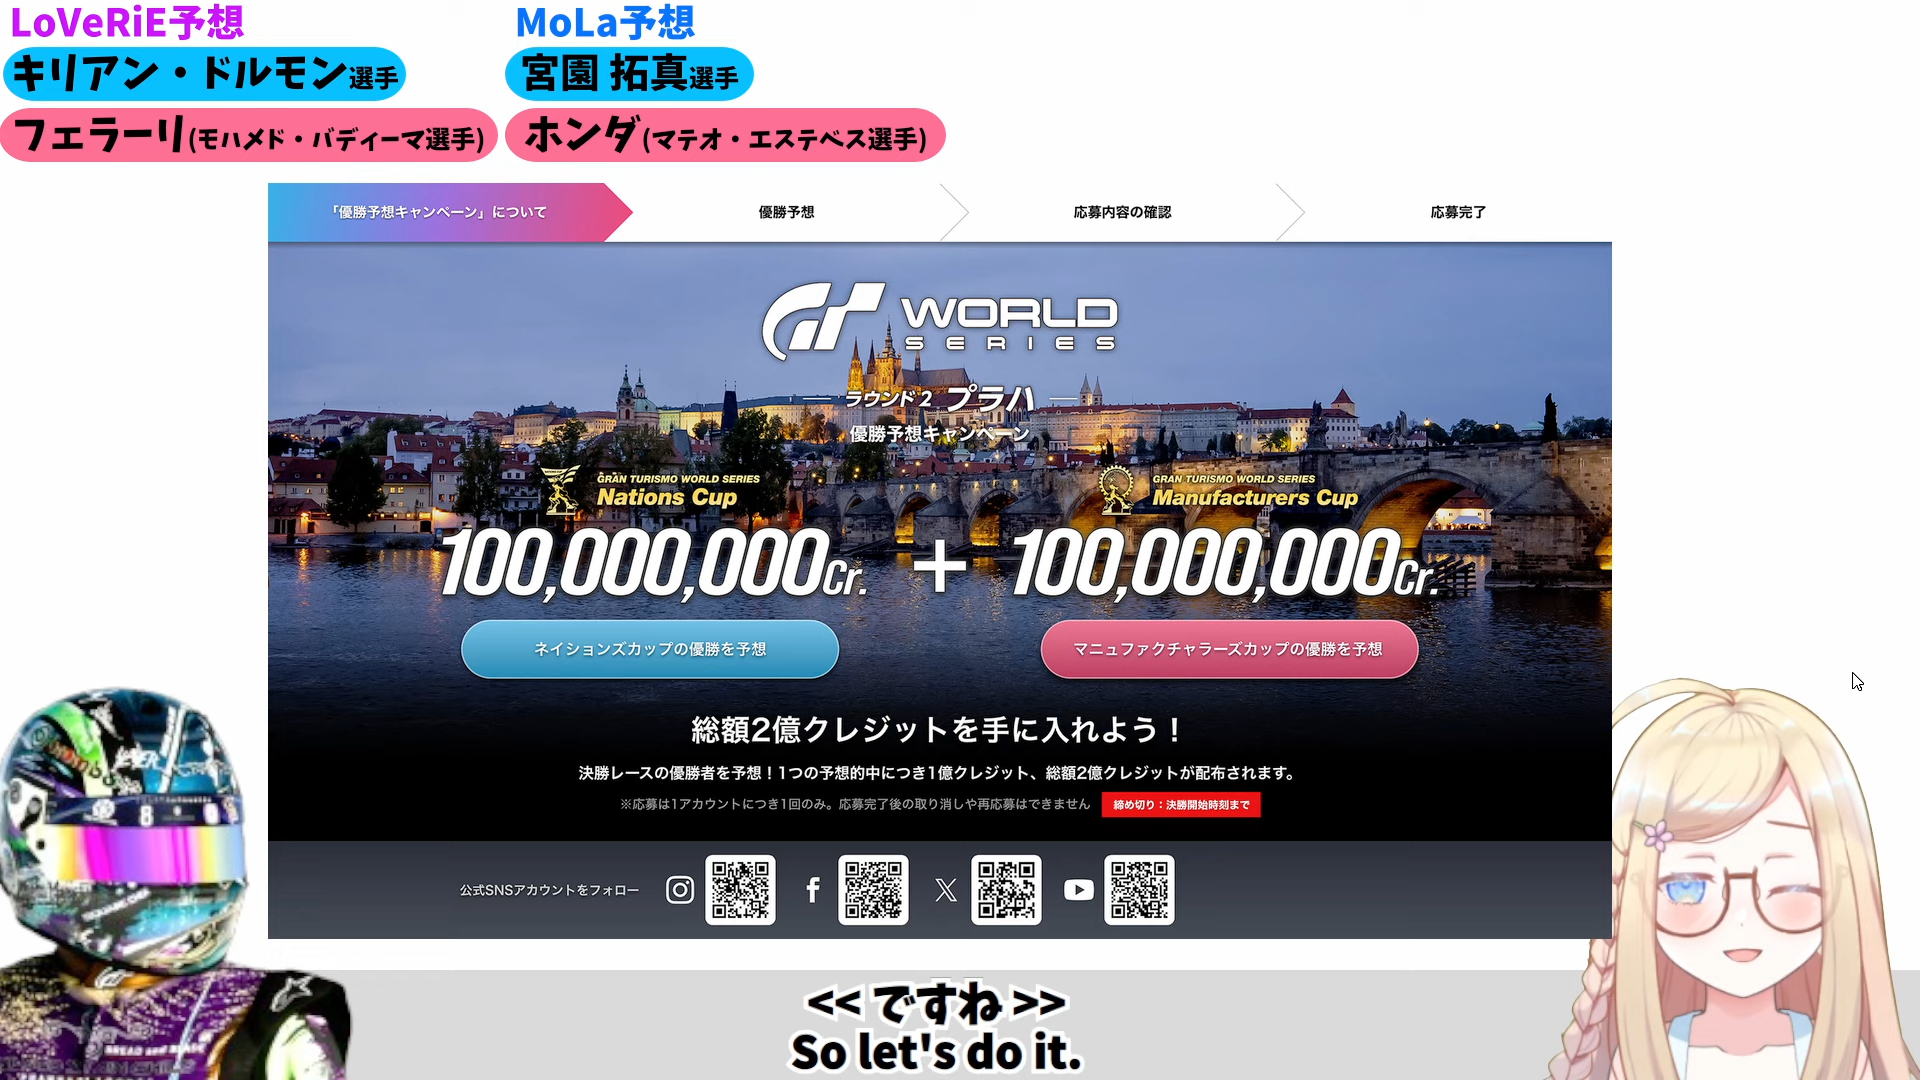 LoVeRiE予想
キリアン・ドルモン選手
フェラーリ(モハメド・バディーマ選手)
MoLa予想
宮園 拓真選手
ホンダ(マテオ・エステベス選手)
「優勝予想キャンペーン」について
優勝予想
応募内容の確認
応募完了
GT WORLD SERIES
ラウンド2 プラハ
優勝予想キャンペーン
GRAN TURISMO WORLD SERIES
Nations Cup
100,000,000Cr.
+
GRAN TURISMO WORLD SERIES
Manufacturers Cup
100,000,000Cr.
ネイションズカップの優勝を予想
マニュファクチャラーズカップの優勝を予想
総額2億クレジットを手に入れよう！
決勝レースの優勝者を予想！1つの予想的中につき1億クレジット、総額2億クレジットが配布されます。
※応募は1アカウントにつき1回のみ。応募完了後の取り消しや再応募はできません
締め切り：決勝開始時刻まで
公式SNSアカウントをフォロー
8
<< ですね >>
So let's do it.